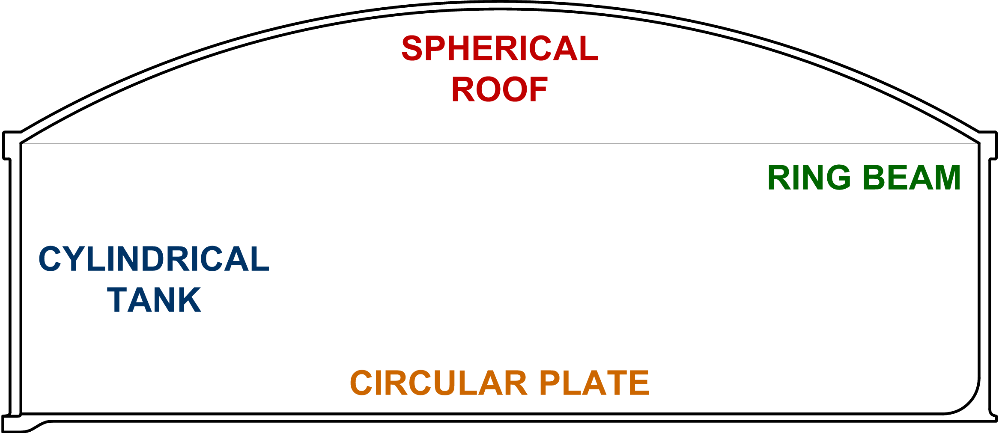 SPHERICAL
ROOF
RING BEAM
CYLINDRICAL
TANK
CIRCULAR PLATE